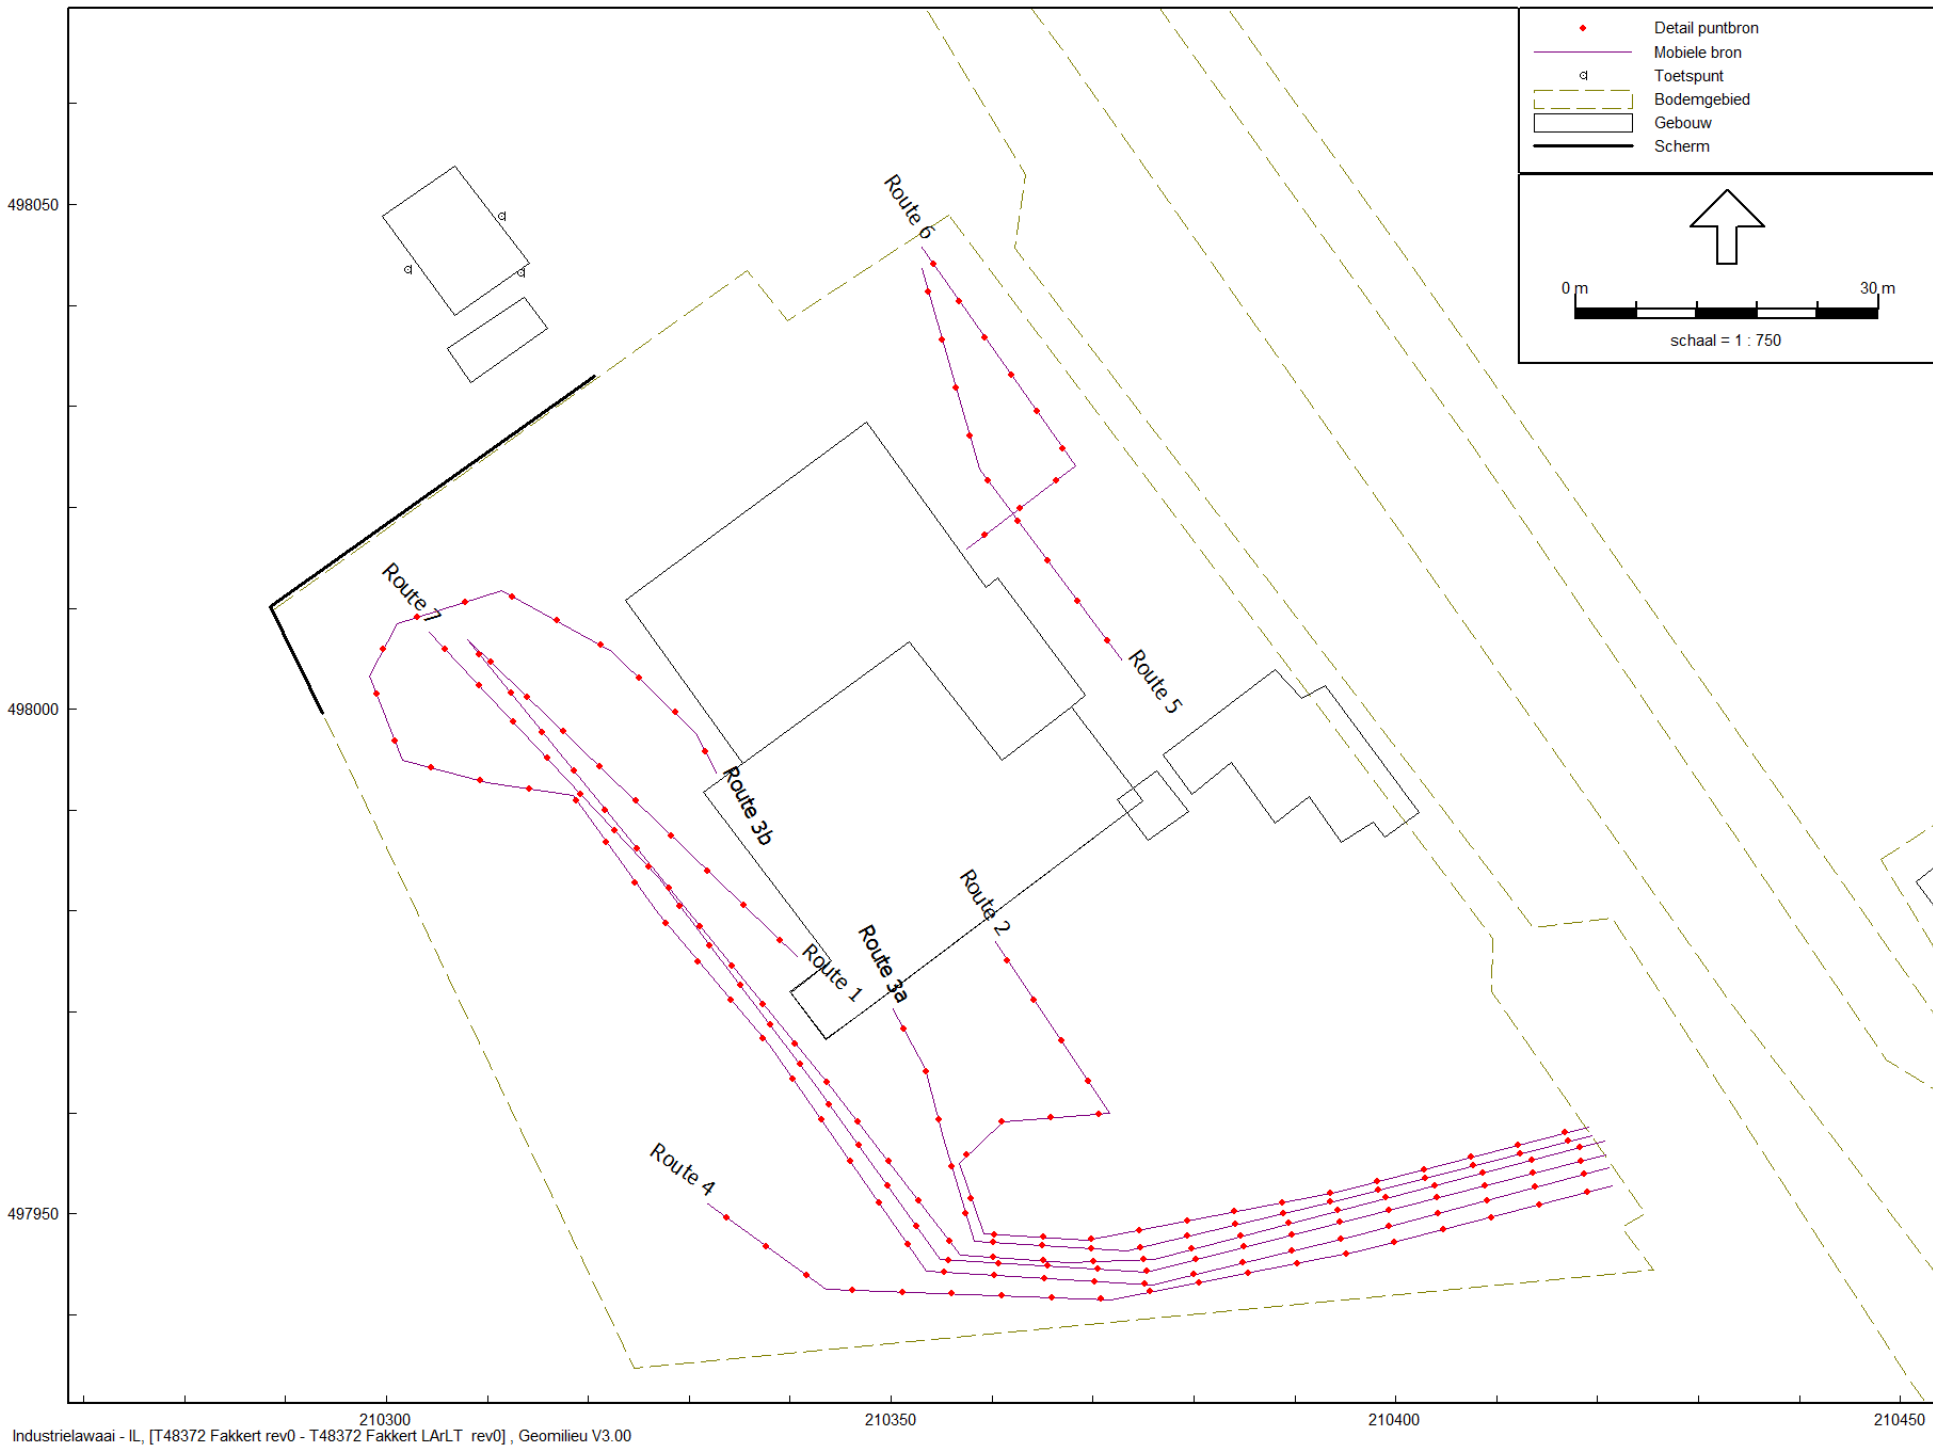 Detail puntbron
Mobiele bron
Toetspunt
Bodemgebied
Gebouw
Scherm
0 m 30 m
schaal = 1 : 750
498050
498000
497950
Route 6
Route 7
Route 5
Route 3b
Route 2
Route 3a
Route 1
Route 4
210300 210350 210400 210450
Industrielawaai - IL, [T48372 Fakkert rev0 - T48372 Fakkert LArLT rev0] , Geomilieu V3.00